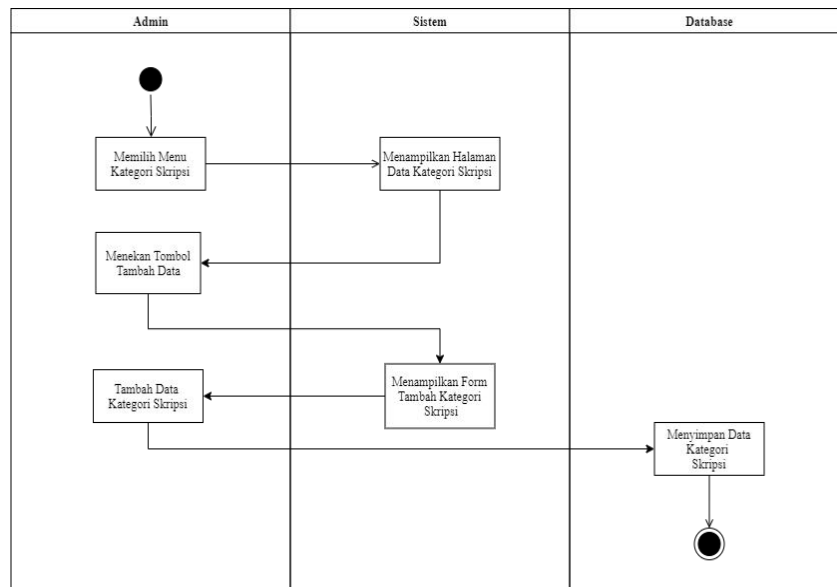 Admin
Sistem
Database
Memilih Menu
Kategori Skripsi
Menampilkan Halaman
Data Kategori Skripsi
Menekan Tombol
Tambah Data
Menampilkan Form
Tambah Kategori
Skripsi
Tambah Data
Kategori Skripsi
Menyimpan Data
Kategori
Skripsi